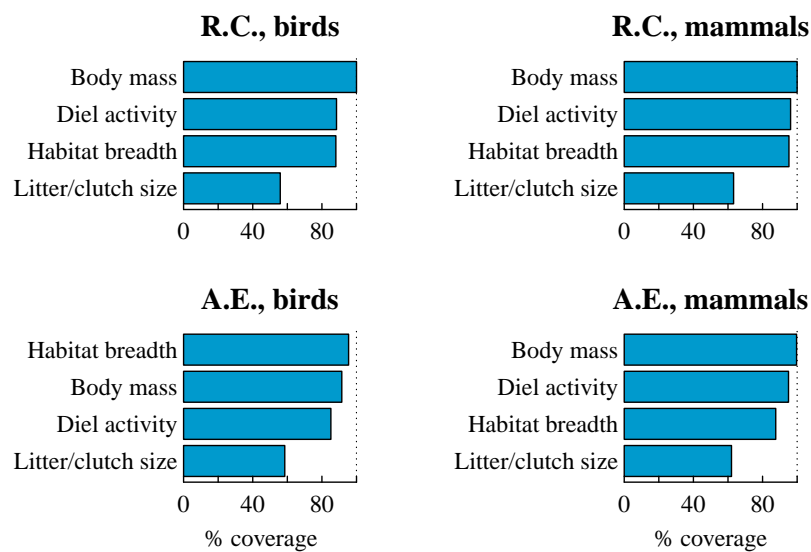 R.C., birds
Body mass
Diel activity
Habitat breadth
Litter/clutch size
0 40 80
R.C., mammals
Body mass
Diel activity
Habitat breadth
Litter/clutch size
0 40 80
A.E., birds
Habitat breadth
Body mass
Diel activity
Litter/clutch size
0 40 80
% coverage
A.E., mammals
Body mass
Diel activity
Habitat breadth
Litter/clutch size
0 40 80
% coverage